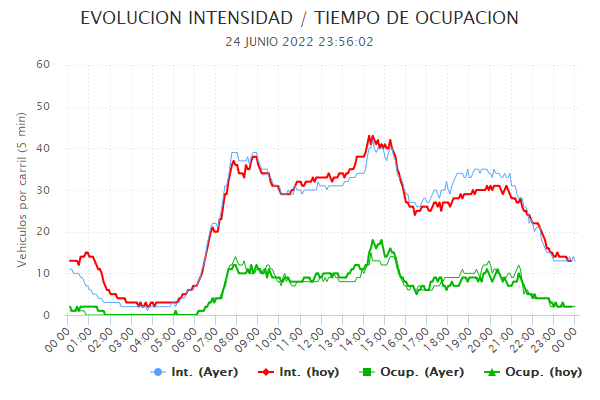 EVOLUCION INTENSIDAD / TIEMPO DE OCUPACION
24 JUNIO 2022 23:56:02
Vehiculos por carril (5 min)
60
50
40
30
20
10
0
00:00 01:00 02:00 03:00 04:00 05:00 06:00 07:00 08:00 09:00 10:00 11:00 12:00 13:00 14:00 15:00 16:00 17:00 18:00 19:00 20:00 21:00 22:00 23:00 00:00
Int. (Ayer) Int. (hoy) Ocup. (Ayer) Ocup. (hoy)